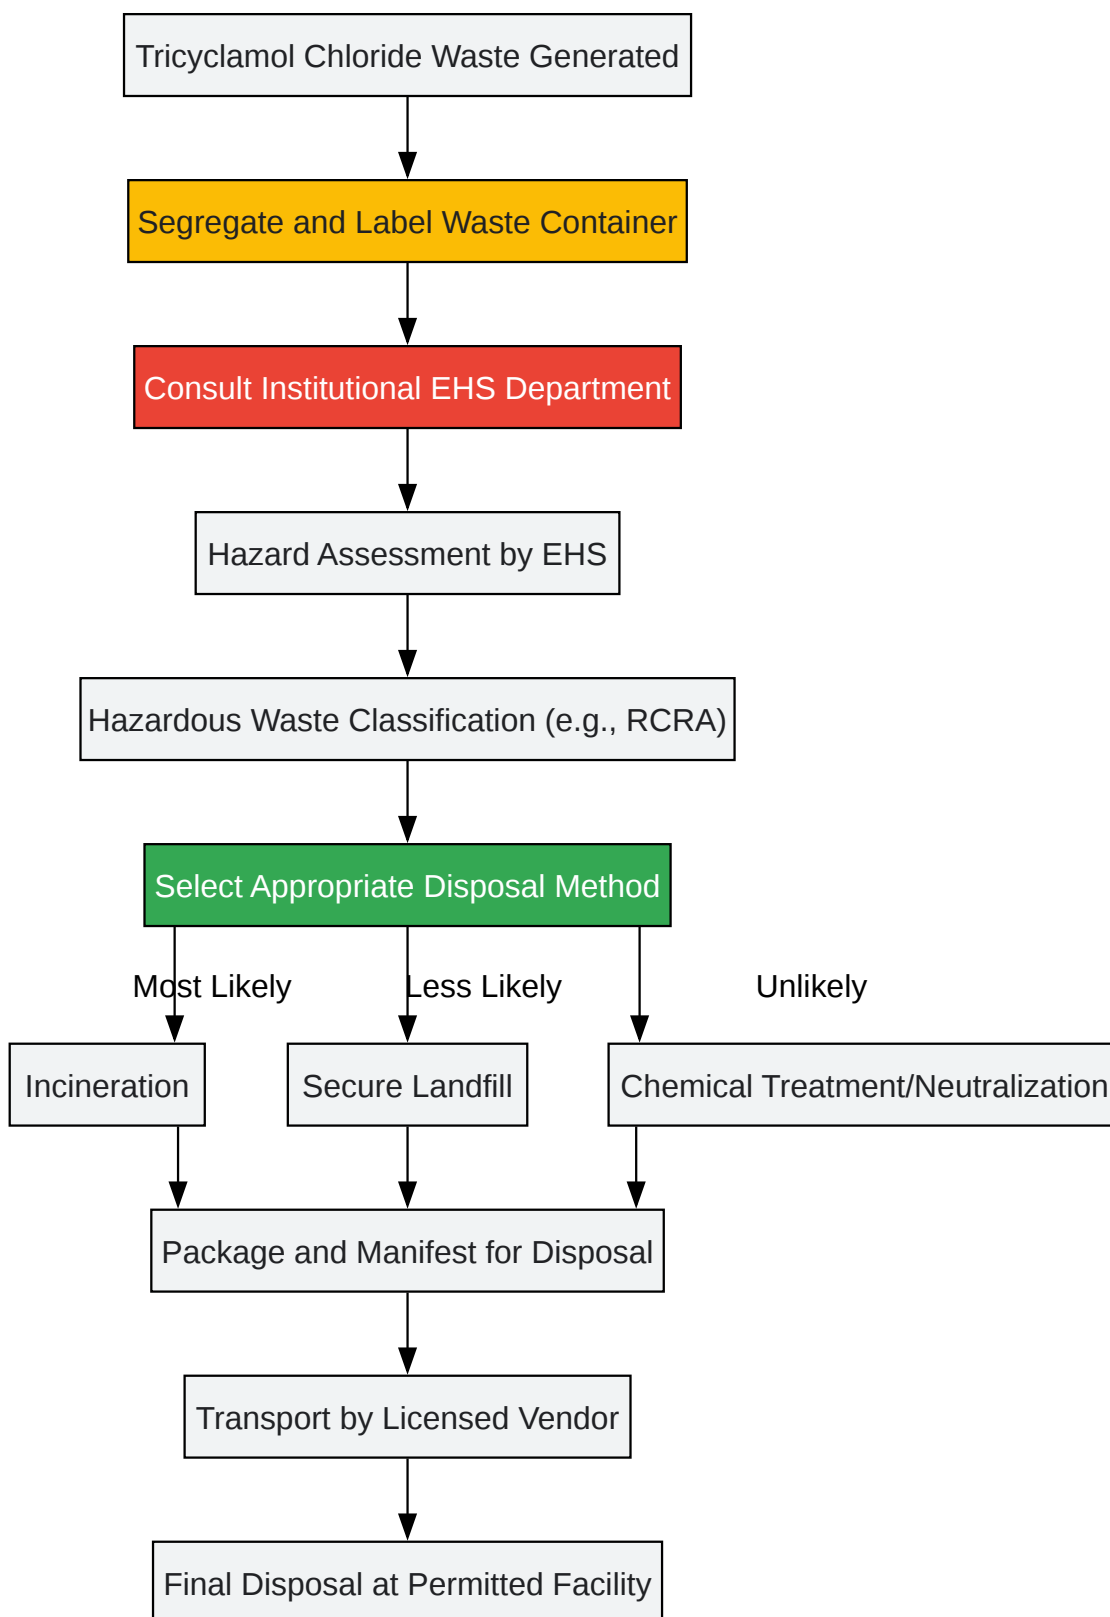 Tricyclamol Chloride Waste Generated
Segregate and Label Waste Container
Consult Institutional EHS Department
Hazard Assessment by EHS
Hazardous Waste Classification (e.g., RCRA)
Select Appropriate Disposal Method
Most Likely
Less Likely
Unlikely
Incineration
Secure Landfill
Chemical Treatment/Neutralization
Package and Manifest for Disposal
Transport by Licensed Vendor
Final Disposal at Permitted Facility